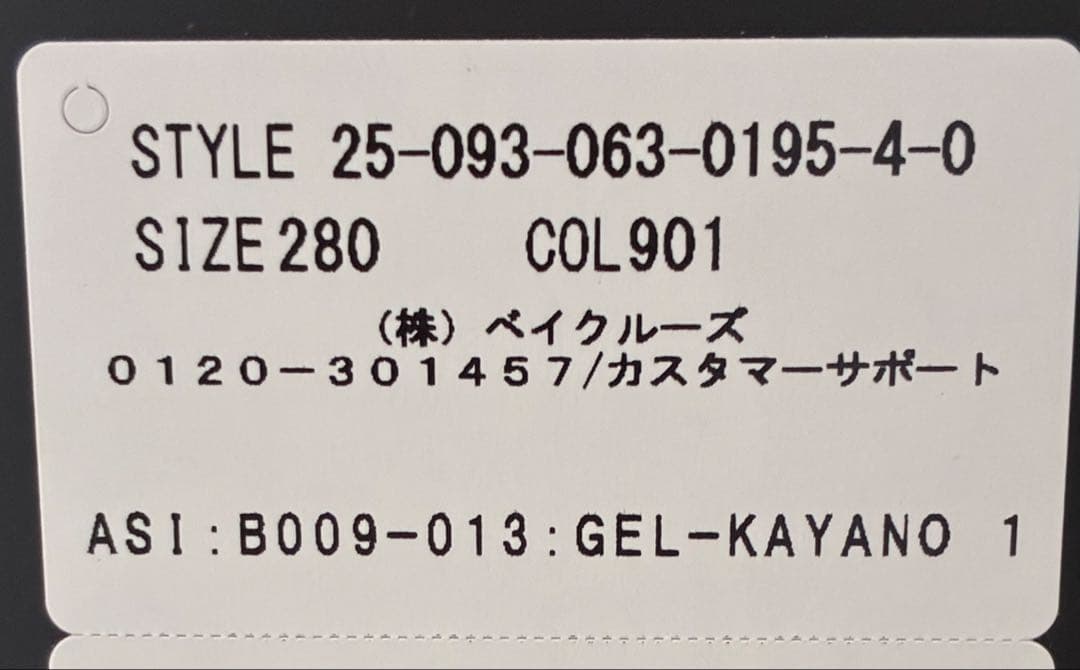 STYLE 25-093-063-0195-4-0
SIZE 280 COL 901
(株) ベイクルーズ
0120-301457/カスタマーサポート
ASI:B009-013:GEL-KAYANO 1